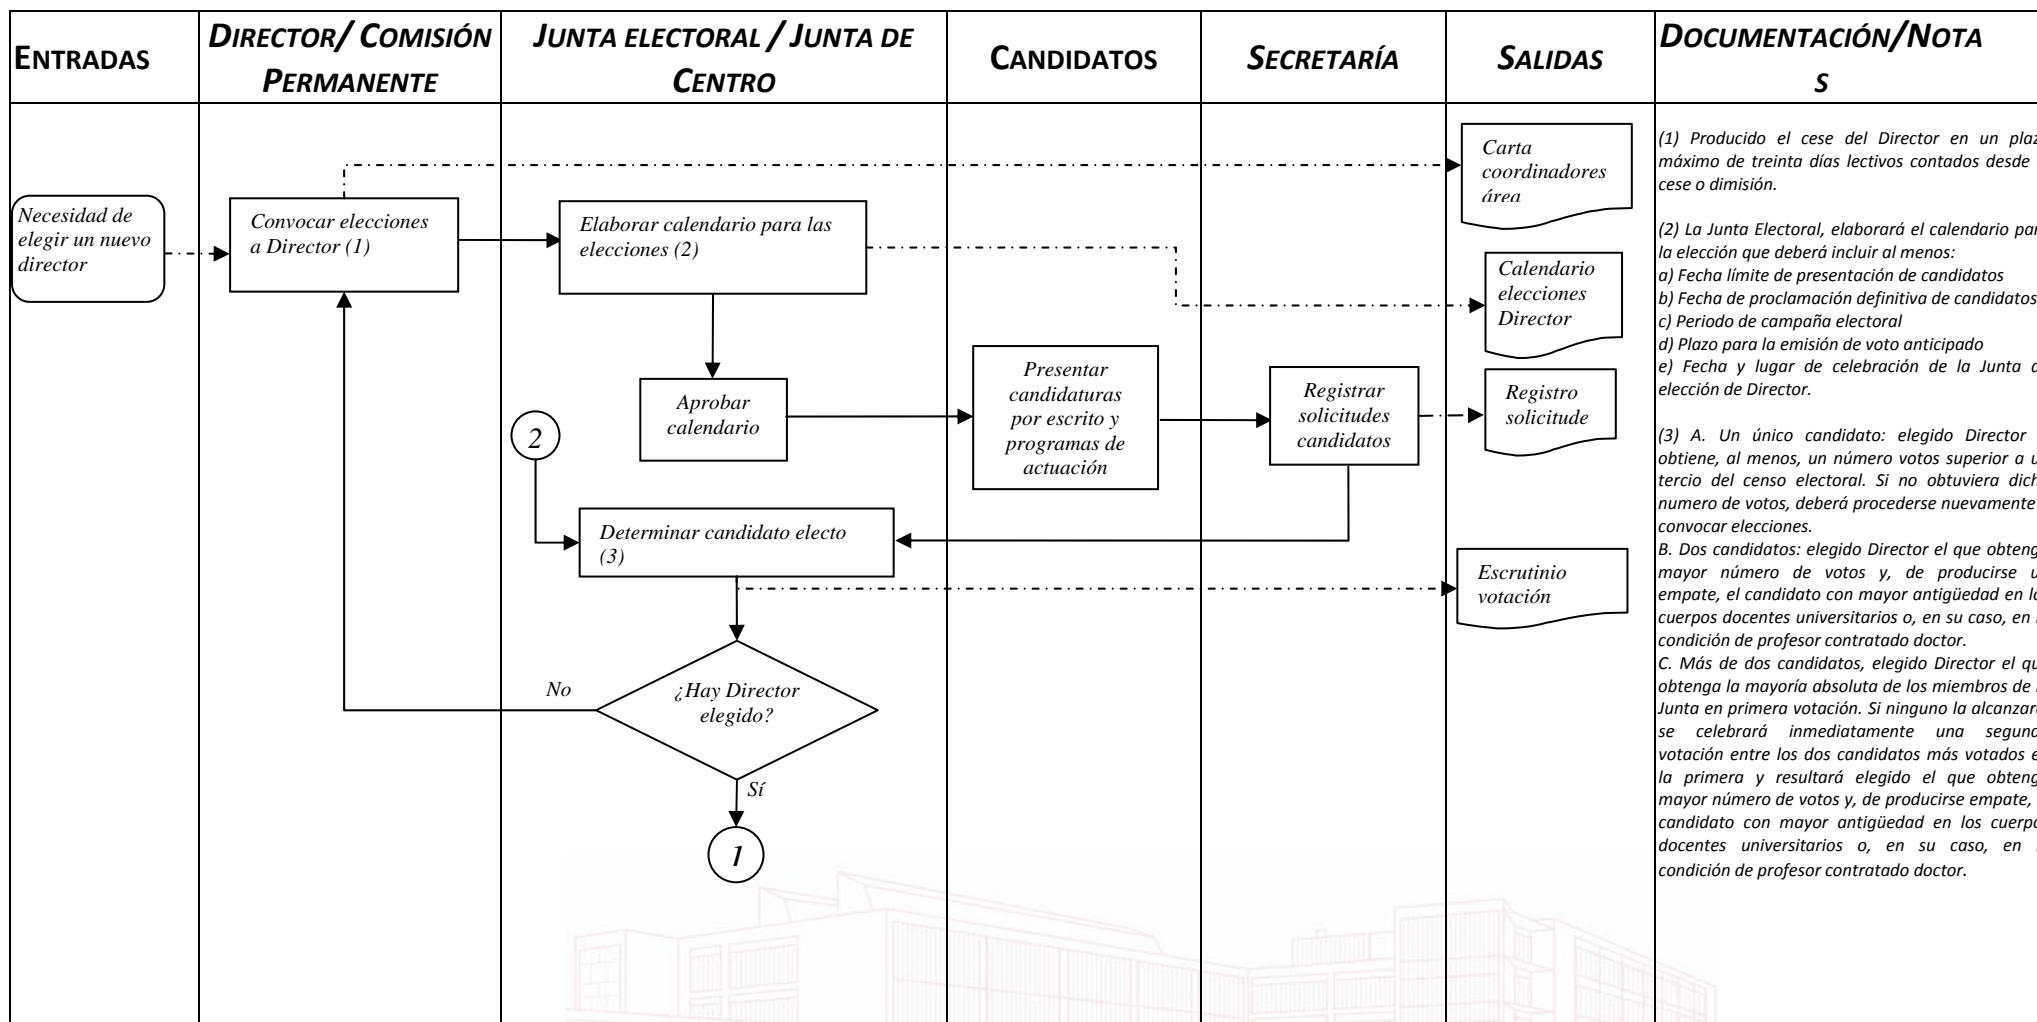 ENTRADAS
DIRECTOR/ COMISIÓN
PERMANENTE
JUNTA ELECTORAL / JUNTA DE
CENTRO
CANDIDATOS
SECRETARÍA
SALIDAS
DOCUMENTACIÓN/NOTA
S
Necesidad de
elegir un nuevo
director
Convocar elecciones
a Director (1)
Elaborar calendario para las
elecciones (2)
Aprobar
calendario
Presentar
candidaturas
por escrito y
programas de
actuación
Registrar
solicitudes
candidatos
2
Determinar candidato electo
(3)
¿Hay Director
elegido?
No
Sí
1
Carta
coordinadores
área
Calendario
elecciones
Director
Registro
solicitude
Escrutinio
votación
(1) Producido el cese del Director en un plaz
máximo de treinta días lectivos contados desde
cese o dimisión.
(2) La Junta Electoral, elaborará el calendario par
la elección que deberá incluir al menos:
a) Fecha límite de presentación de candidatos
b) Fecha de proclamación definitiva de candidatos
c) Periodo de campaña electoral
d) Plazo para la emisión de voto anticipado
e) Fecha y lugar de celebración de la Junta d
elección de Director.
(3) A. Un único candidato: elegido Director
obtiene, al menos, un número votos superior a u
tercio del censo electoral. Si no obtuviera dich
numero de votos, deberá procederse nuevamente
convocar elecciones.
B. Dos candidatos: elegido Director el que obteng
mayor número de votos y, de producirse u
empate, el candidato con mayor antigüedad en lo
cuerpos docentes universitarios o, en su caso, en
condición de profesor contratado doctor.
C. Más de dos candidatos, elegido Director el qu
obtenga la mayoría absoluta de los miembros de
Junta en primera votación. Si ninguno la alcanzara
se celebrará inmediatamente una segund
votación entre los dos candidatos más votados e
la primera y resultará elegido el que obteng
mayor número de votos y, de producirse empate,
candidato con mayor antigüedad en los cuerpo
docentes universitarios o, en su caso, en
condición de profesor contratado doctor.